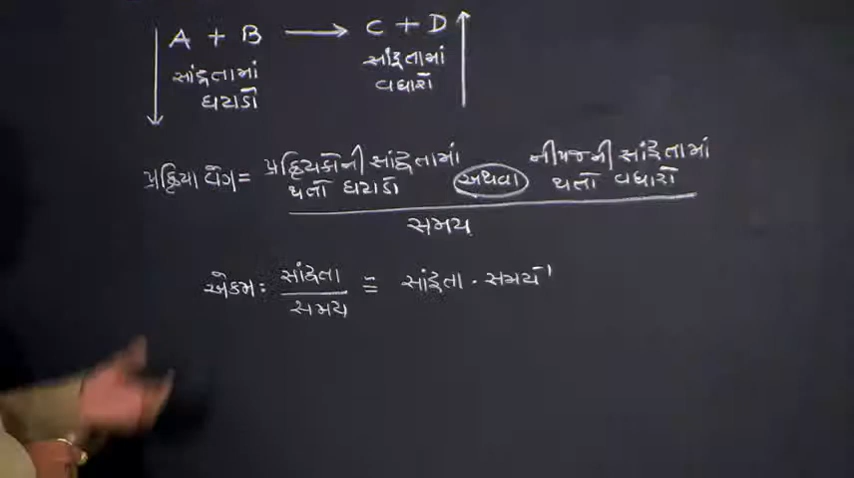 A + B ⟶ C + D
સાંદ્રતામાં ઘટાડો સાંદ્રતામાં વધારો
પ્રક્રિયા વેગ = પ્રક્રિયકોની સાંદ્રતામાં થતો ઘટાડો અથવા નીપજની સાંદ્રતામાં થતો વધારો
સમય
એકમ: સાંદ્રતા = સાંદ્રતા · સમય⁻¹
સમય